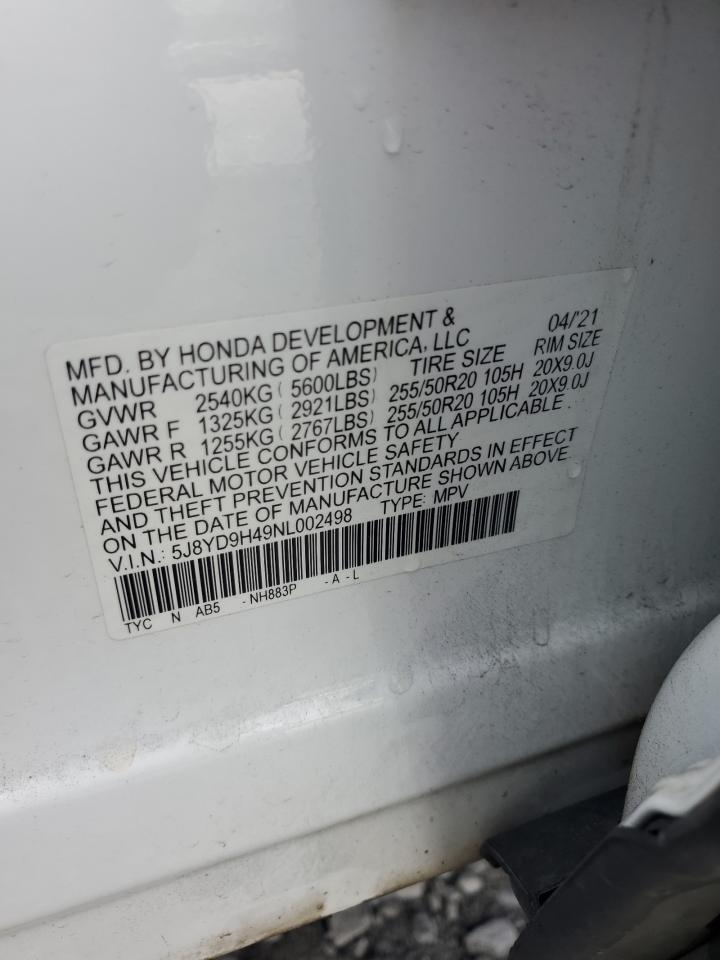 MFD. BY HONDA DEVELOPMENT & 04/'21
MANUFACTURING OF AMERICA, LLC
GVWR 2540KG ( 5600LBS) TIRE SIZE RIM SIZE
GAWR F 1325KG ( 2921LBS) 255/50R20 105H 20X9.0J
GAWR R 1255KG ( 2767LBS) 255/50R20 105H 20X9.0J
THIS VEHICLE CONFORMS TO ALL APPLICABLE
FEDERAL MOTOR VEHICLE SAFETY
AND THEFT PREVENTION STANDARDS IN EFFECT
ON THE DATE OF MANUFACTURE SHOWN ABOVE.
V.I.N.: 5J8YD9H49NL002498 TYPE: MPV
TYC N AB5 - NH883P - A - L